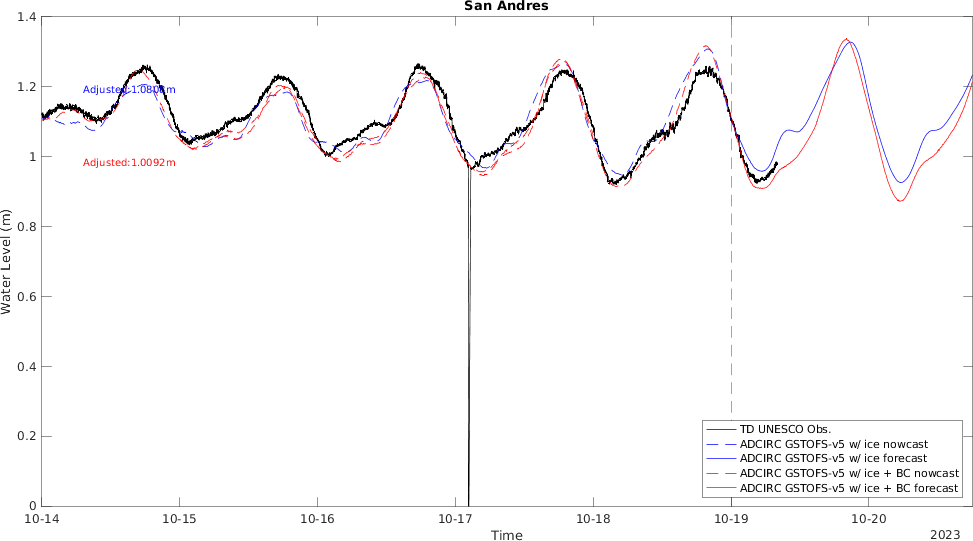 San Andres
1.4
1.2
1
0.8
0.6
0.4
0.2
0
Water Level (m)
Adjusted:1.0808m
Adjusted:1.0092m
TD UNESCO Obs.
ADCIRC GSTOFS-v5 w/ ice nowcast
ADCIRC GSTOFS-v5 w/ ice forecast
ADCIRC GSTOFS-v5 w/ ice + BC nowcast
ADCIRC GSTOFS-v5 w/ ice + BC forecast
10-14 10-15 10-16 10-17 10-18 10-19 10-20
Time
2023